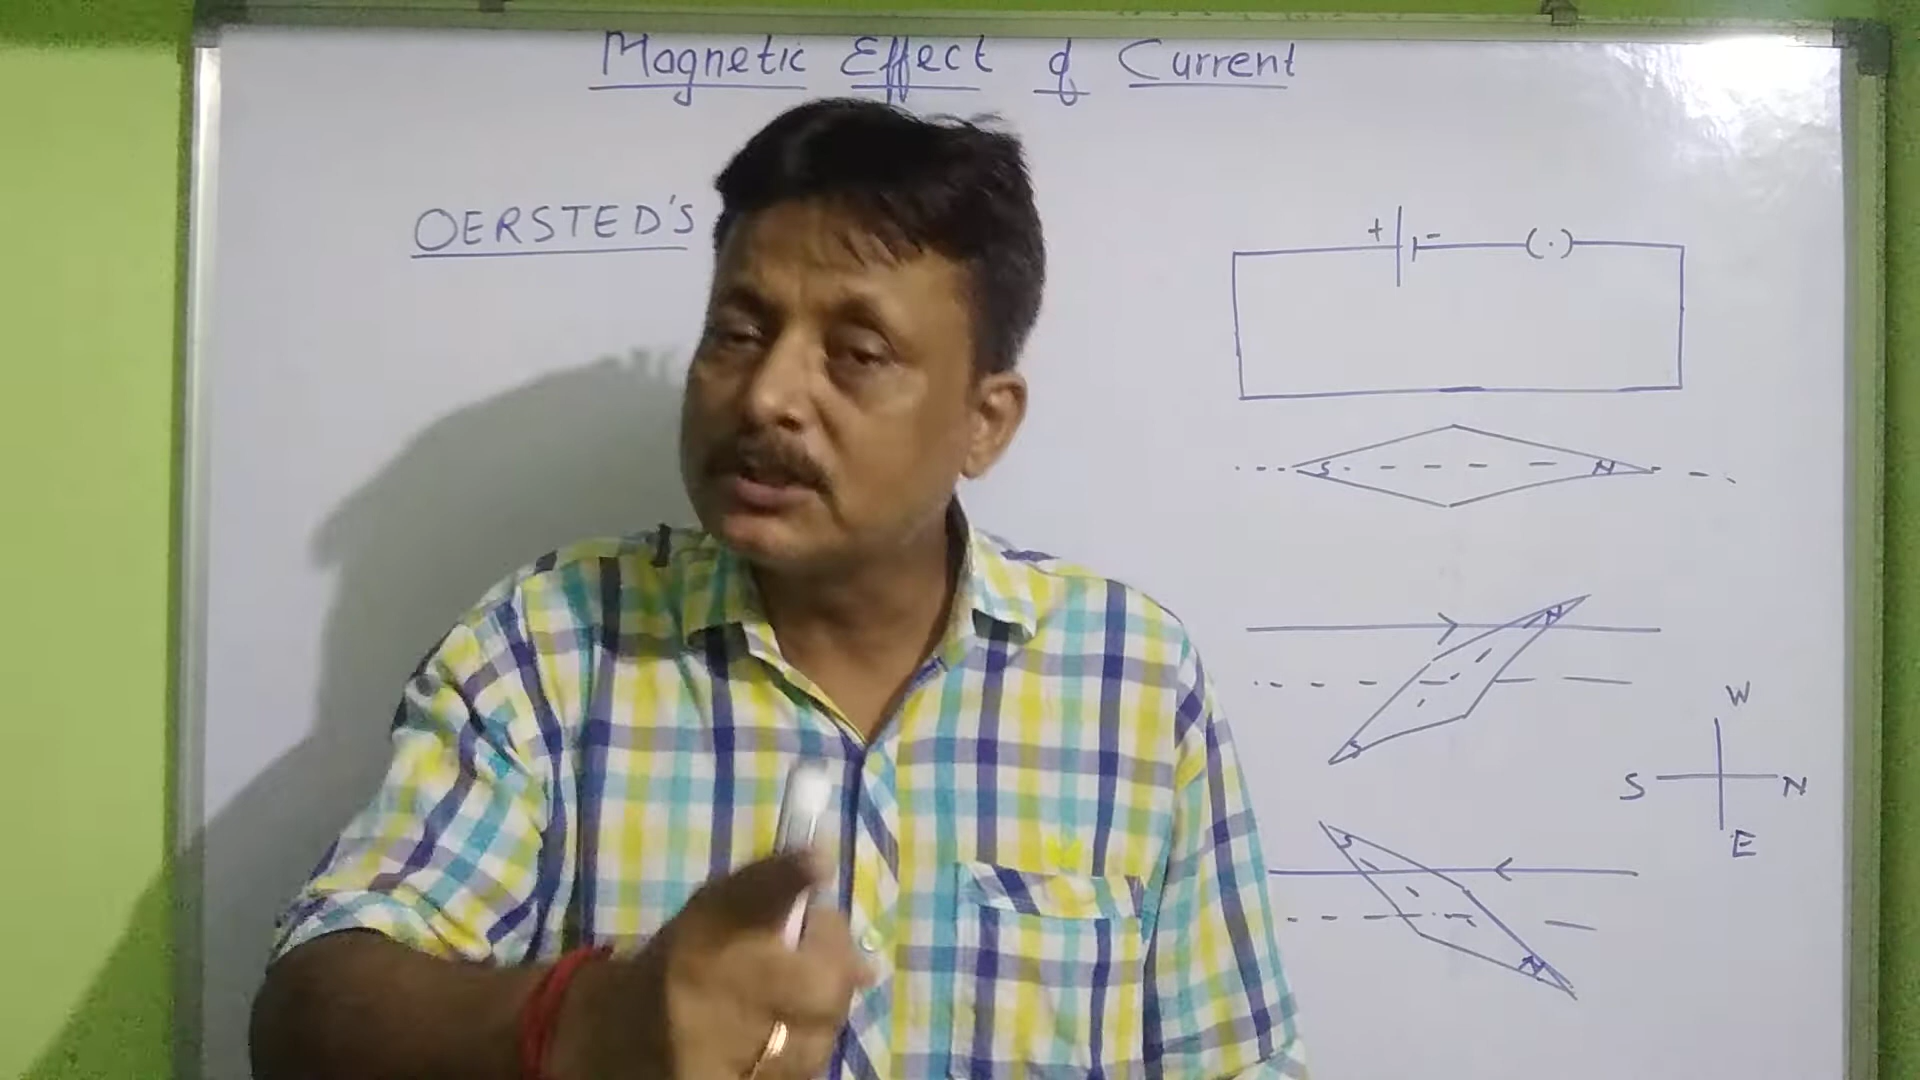 Magnetic Effect of Current
OERSTED'S
+ -
(.)
S N
N
S
W
S N
E
S
N